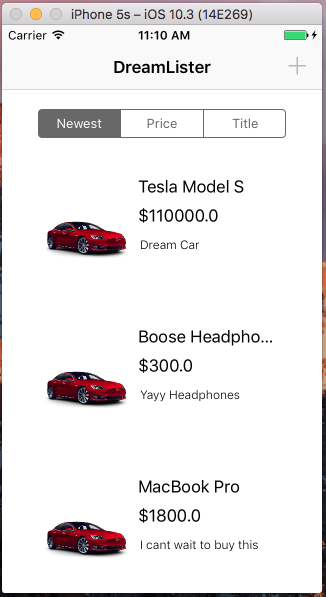 iPhone 5s – iOS 10.3 (14E269)
Carrier 11:10 AM
DreamLister
Newest Price Title
Tesla Model S
$110000.0
Dream Car
Boose Headpho...
$300.0
Yayy Headphones
MacBook Pro
$1800.0
I cant wait to buy this